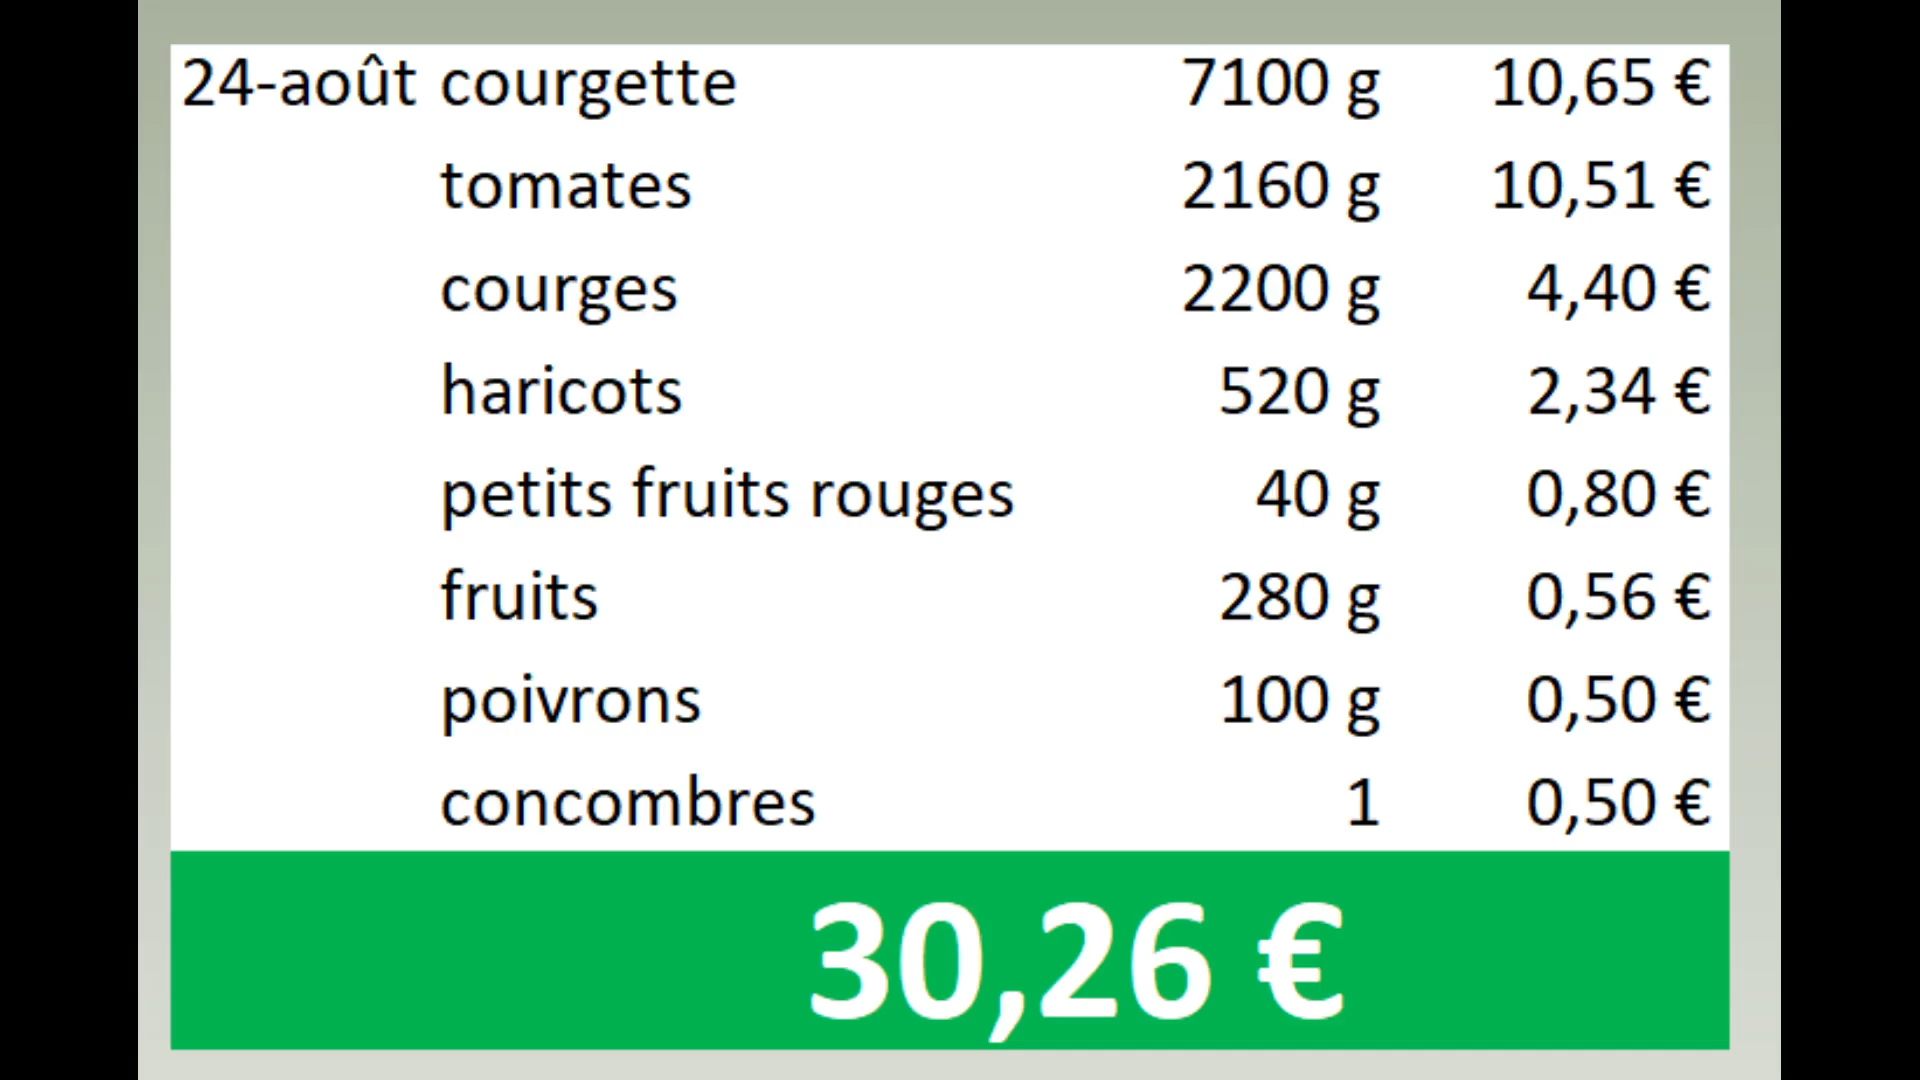 24-août courgette 7100 g 10,65 €
tomates 2160 g 10,51 €
courges 2200 g 4,40 €
haricots 520 g 2,34 €
petits fruits rouges 40 g 0,80 €
fruits 280 g 0,56 €
poivrons 100 g 0,50 €
concombres 1 0,50 €
30,26 €